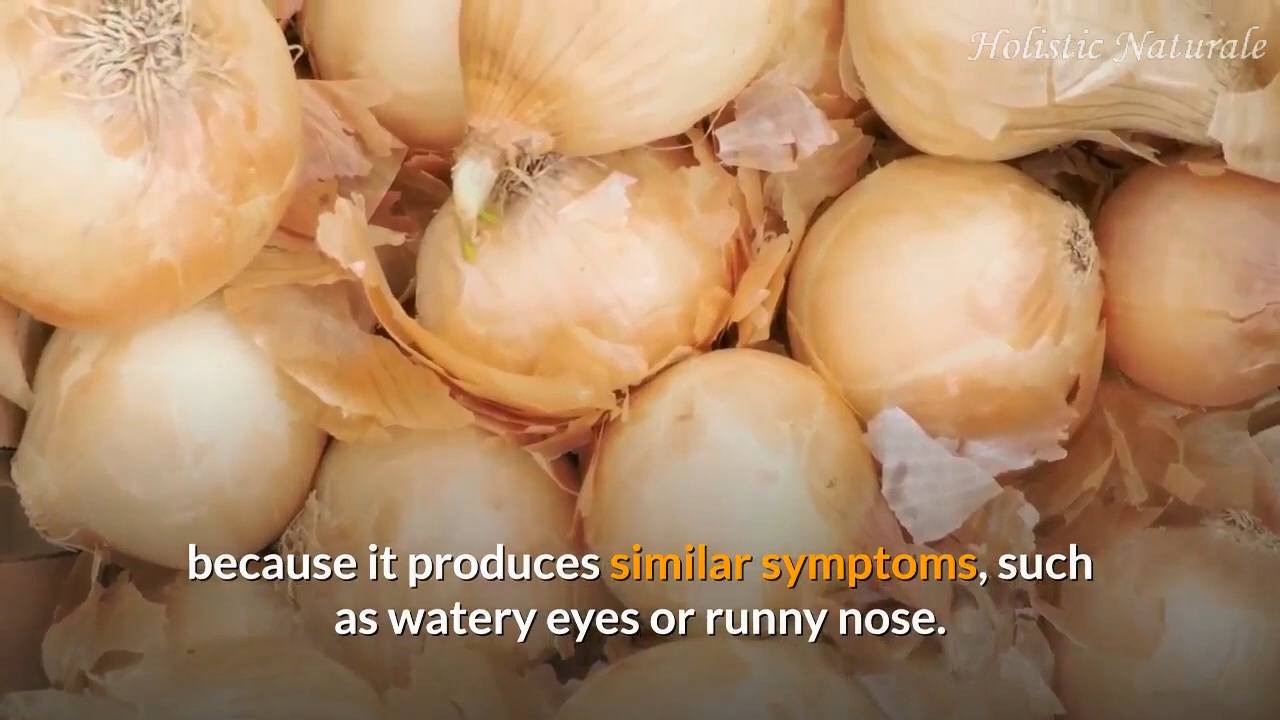 Holistic Naturale
because it produces similar symptoms, such
as watery eyes or runny nose.